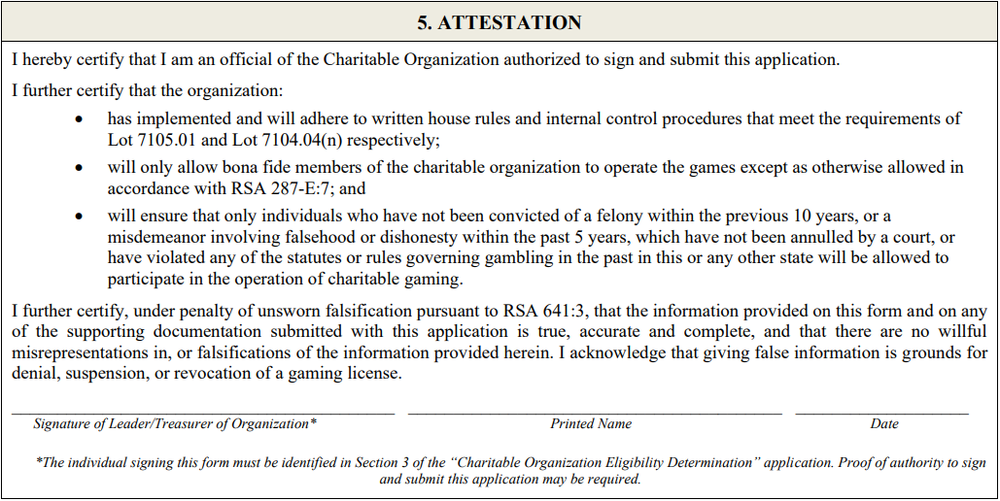 5. ATTESTATION
I hereby certify that I am an official of the Charitable Organization authorized to sign and submit this application.
I further certify that the organization:
• has implemented and will adhere to written house rules and internal control procedures that meet the requirements of
Lot 7105.01 and Lot 7104.04(n) respectively;
• will only allow bona fide members of the charitable organization to operate the games except as otherwise allowed in
accordance with RSA 287-E:7; and
• will ensure that only individuals who have not been convicted of a felony within the previous 10 years, or a
misdemeanor involving falsehood or dishonesty within the past 5 years, which have not been annulled by a court, or
have violated any of the statutes or rules governing gambling in the past in this or any other state will be allowed to
participate in the operation of charitable gaming.
I further certify, under penalty of unsworn falsification pursuant to RSA 641:3, that the information provided on this form and on any
of the supporting documentation submitted with this application is true, accurate and complete, and that there are no willful
misrepresentations in, or falsifications of the information provided herein. I acknowledge that giving false information is grounds for
denial, suspension, or revocation of a gaming license.
Signature of Leader/Treasurer of Organization* Printed Name Date
*The individual signing this form must be identified in Section 3 of the “Charitable Organization Eligibility Determination” application. Proof of authority to sign
and submit this application may be required.